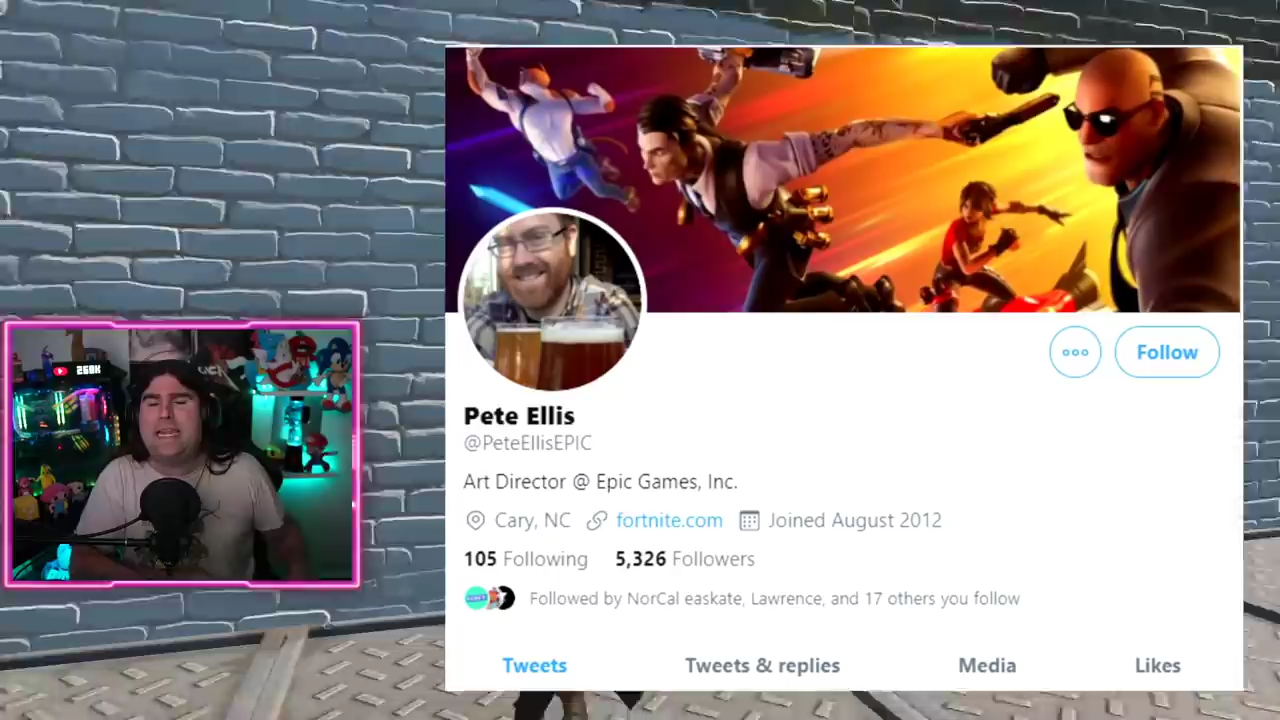 268K
Pete Ellis
@PeteEllisEPIC
Art Director @ Epic Games, Inc.
Cary, NC fortnite.com Joined August 2012
105 Following 5,326 Followers
Followed by NorCal easkate, Lawrence, and 17 others you follow
Follow
Tweets Tweets & replies Media Likes